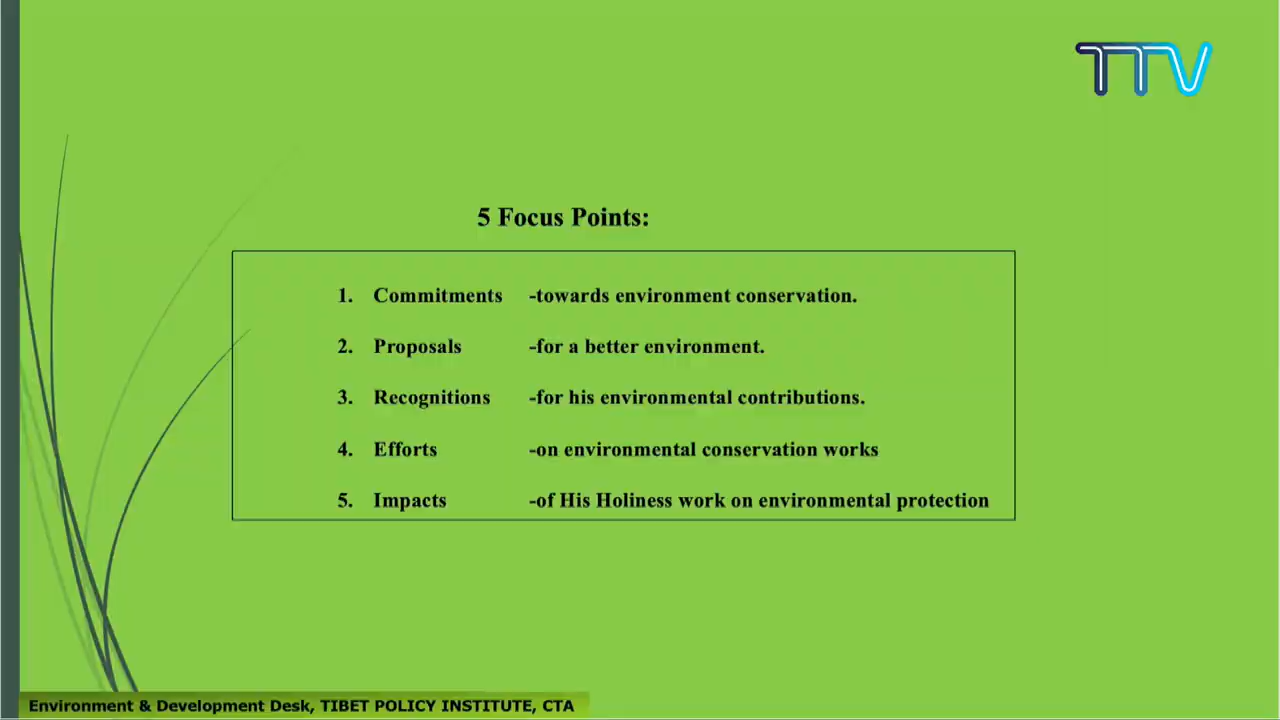 TTV
5 Focus Points:
1. Commitments -towards environment conservation.
2. Proposals -for a better environment.
3. Recognitions -for his environmental contributions.
4. Efforts -on environmental conservation works
5. Impacts -of His Holiness work on environmental protection
Environment & Development Desk, TIBET POLICY INSTITUTE, CTA